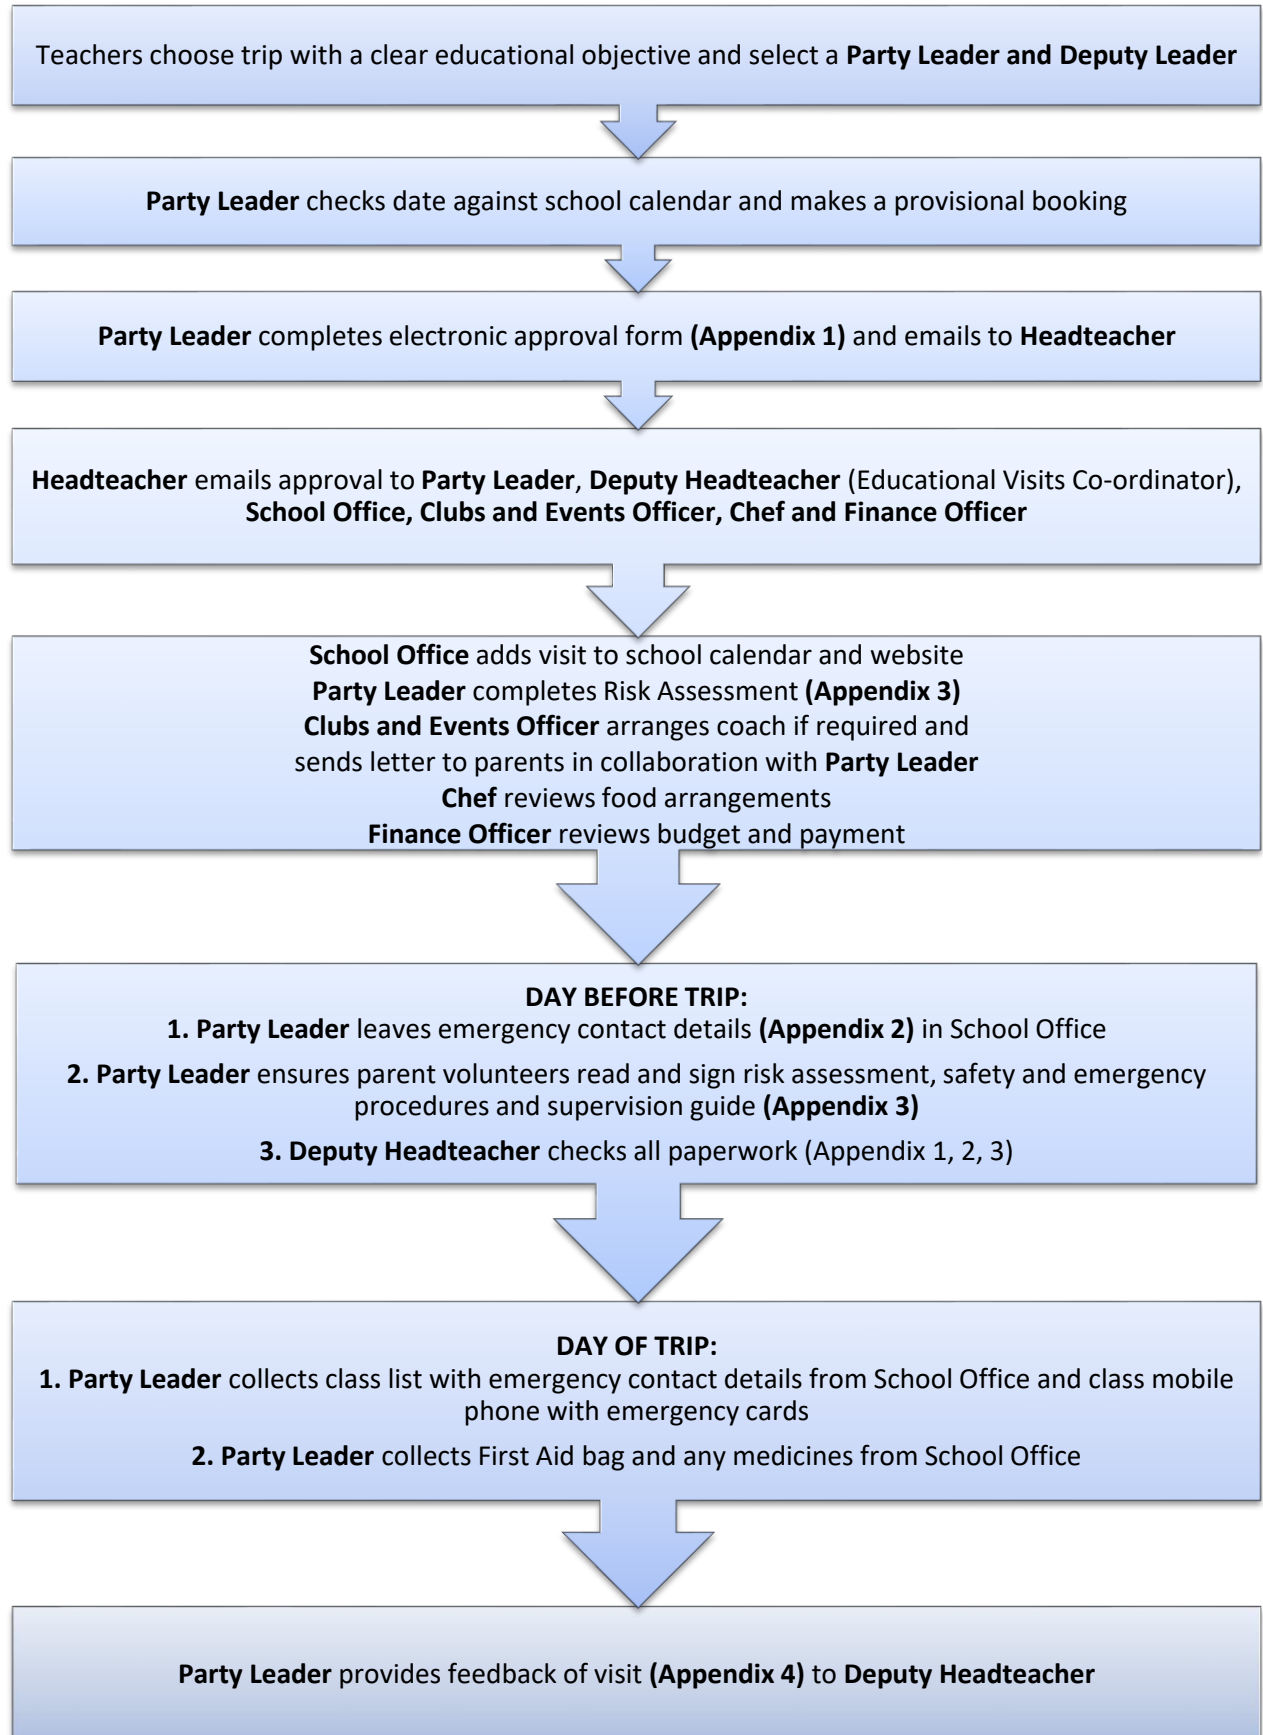 Teachers choose trip with a clear educational objective and select a Party Leader and Deputy Leader
Party Leader checks date against school calendar and makes a provisional booking
Party Leader completes electronic approval form (Appendix 1) and emails to Headteacher
Headteacher emails approval to Party Leader, Deputy Headteacher (Educational Visits Co-ordinator),
School Office, Clubs and Events Officer, Chef and Finance Officer
School Office adds visit to school calendar and website
Party Leader completes Risk Assessment (Appendix 3)
Clubs and Events Officer arranges coach if required and
sends letter to parents in collaboration with Party Leader
Chef reviews food arrangements
Finance Officer reviews budget and payment
DAY BEFORE TRIP:
1. Party Leader leaves emergency contact details (Appendix 2) in School Office
2. Party Leader ensures parent volunteers read and sign risk assessment, safety and emergency
procedures and supervision guide (Appendix 3)
3. Deputy Headteacher checks all paperwork (Appendix 1, 2, 3)
DAY OF TRIP:
1. Party Leader collects class list with emergency contact details from School Office and class mobile
phone with emergency cards
2. Party Leader collects First Aid bag and any medicines from School Office
Party Leader provides feedback of visit (Appendix 4) to Deputy Headteacher